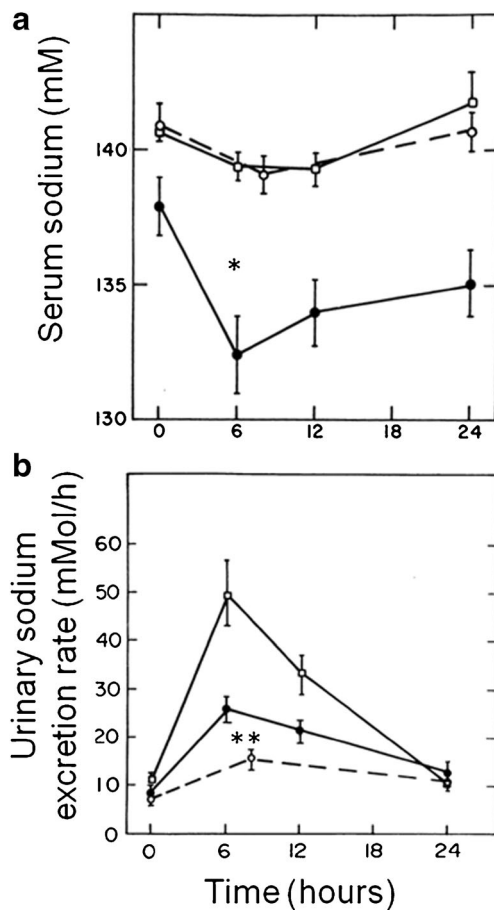 a
Serum sodium (mM)
140
135
130
*
0 6 12 18 24
b
Urinary sodium
excretion rate (mMol/h)
60
50
40
30
20
10
0
**
0 6 12 18 24
Time (hours)